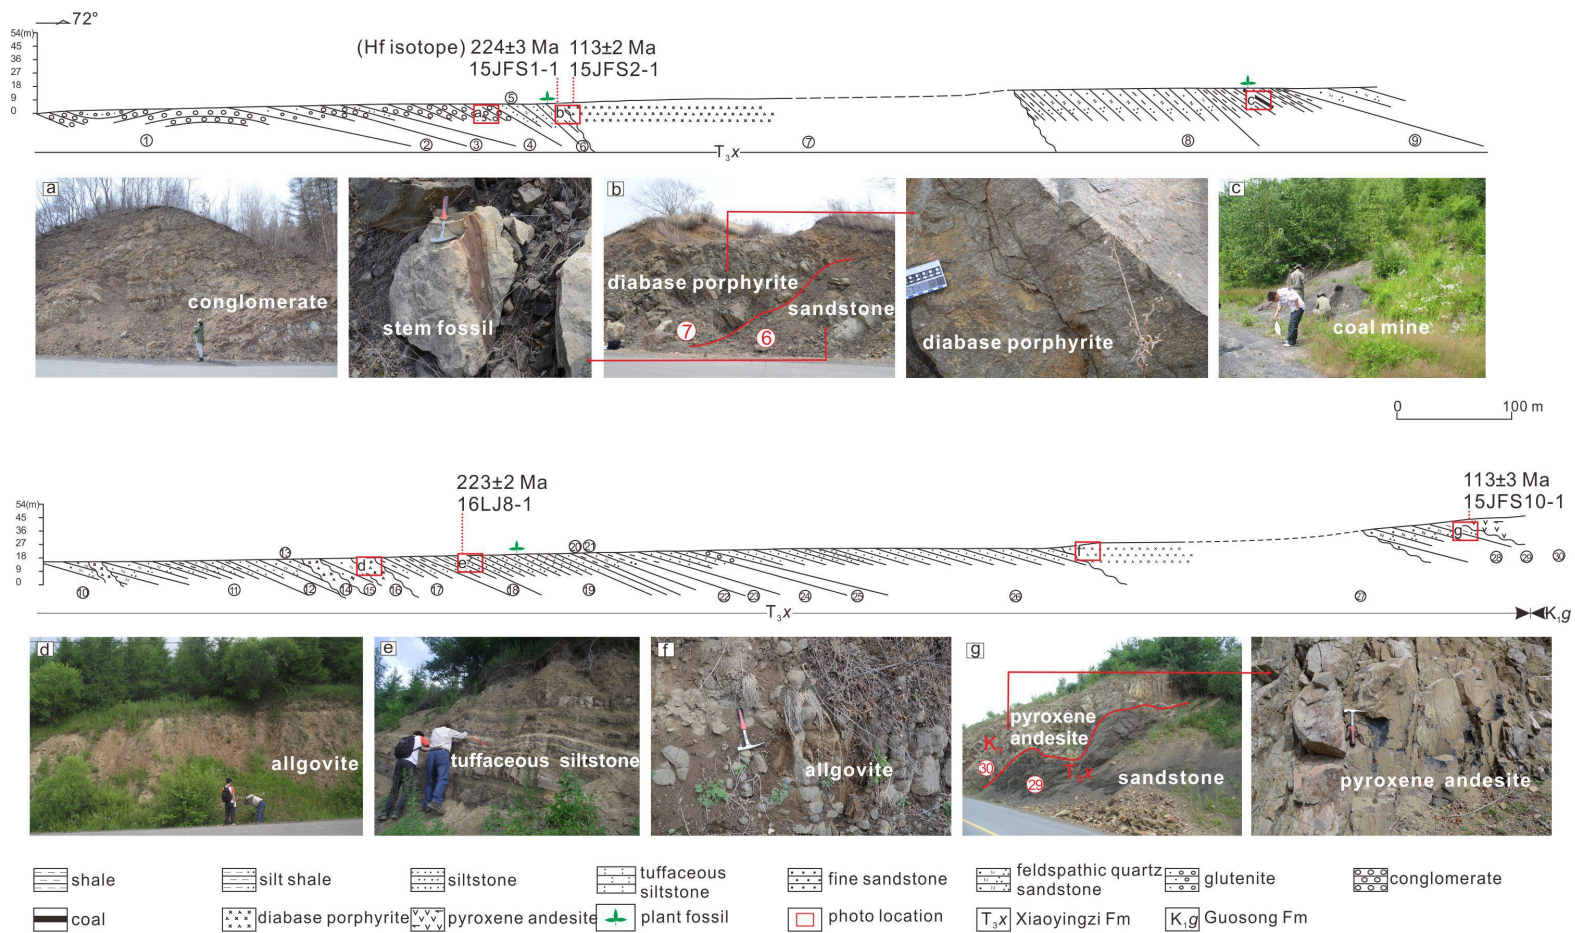 72°
54(m)
45
36
27
18
9
0
(Hf isotope) 224±3 Ma
15JFS1-1
113±2 Ma
15JFS2-1
⑤
a
b
c
① ② ③ ④ ⑥ ⑦ ⑧ ⑨
T₃x
a
conglomerate
stem fossil
b
diabase porphyrite
sandstone
7
6
diabase porphyrite
c
coal mine
0 100 m
223±2 Ma
16LJ8-1
113±3 Ma
15JFS10-1
54(m)
45
36
27
18
9
0
⑬ ⑳ ㉑
d
e
f
g
⑩ ⑪ ⑫ ⑭ ⑮ ⑯ ⑰ ⑱ ⑲ ㉒ ㉓ ㉔ ㉕ ㉖ ㉗ ㉘ ㉙ ㉚
T₃x
K₁g
d
allgovite
e
tuffaceous siltstone
f
allgovite
g
pyroxene
andesite
K₁
30
29
T₃x
sandstone
pyroxene andesite
shale
silt shale
siltstone
tuffaceous
siltstone
fine sandstone
feldspathic quartz
sandstone
glutenite
conglomerate
coal
diabase porphyrite
pyroxene andesite
plant fossil
photo location
T₃x Xiaoyingzi Fm
K₁g Guosong Fm